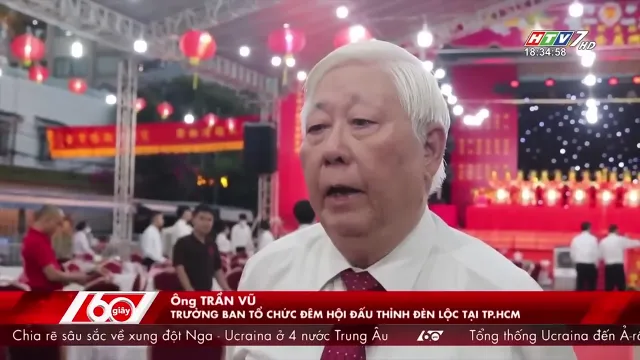 HTV7 HD
18:34:58
Ông TRẦN VŨ
60 giây
TRƯỞNG BAN TỔ CHỨC ĐÊM HỘI ĐẤU THỈNH ĐÈN LỘC TẠI TP.HCM
Chia rẽ sâu sắc về xung đột Nga - Ucraina ở 4 nước Trung Âu 60 Tổng thống Ucraina đến Ả-r